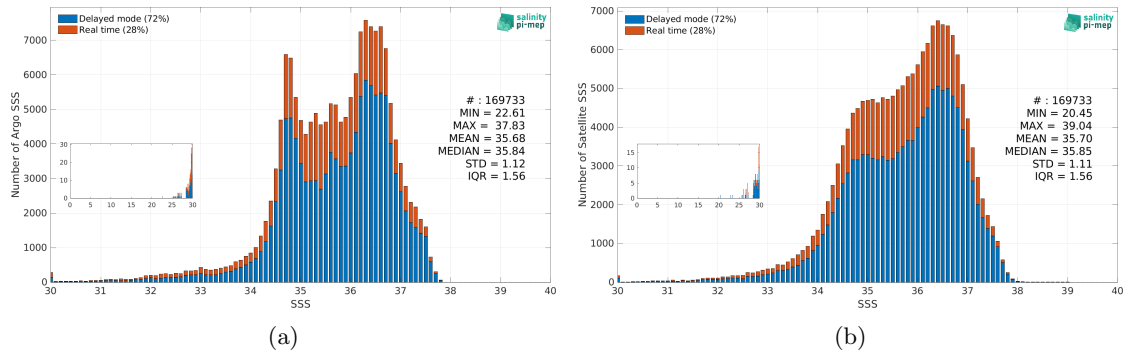 Delayed mode (72%)
Real time (28%)
salinity
pi-mep
7000
6000
5000
4000
3000
2000
1000
0
Number of Argo SSS
# : 169733
MIN = 22.61
MAX = 37.83
MEAN = 35.68
MEDIAN = 35.84
STD = 1.12
IQR = 1.56
30
20
10
0
0 5 10 15 20 25 30
30 31 32 33 34 35 36 37 38 39 40
SSS
(a)
Delayed mode (72%)
Real time (28%)
salinity
pi-mep
7000
6000
5000
4000
3000
2000
1000
0
Number of Satellite SSS
# : 169733
MIN = 20.45
MAX = 39.04
MEAN = 35.70
MEDIAN = 35.85
STD = 1.11
IQR = 1.56
15
10
5
0
0 5 10 15 20 25 30
30 31 32 33 34 35 36 37 38 39 40
SSS
(b)